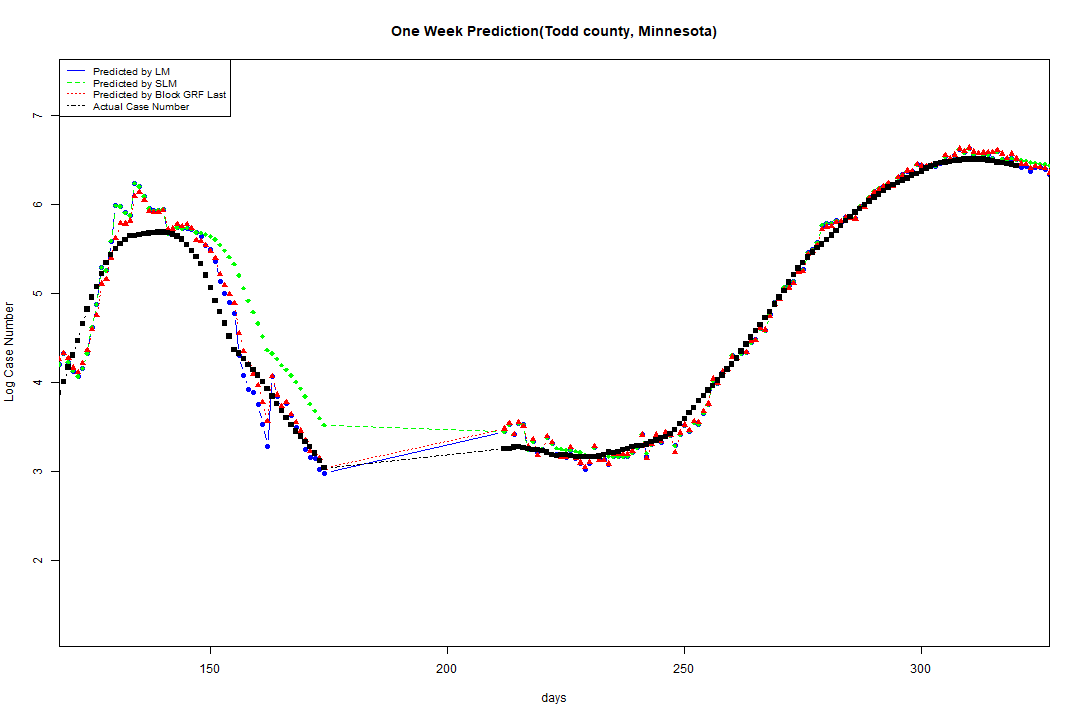 One Week Prediction(Todd county, Minnesota)
Predicted by LM
Predicted by SLM
Predicted by Block GRF Last
Actual Case Number
7
6
5
4
3
2
Log Case Number
150
200
250
300
days